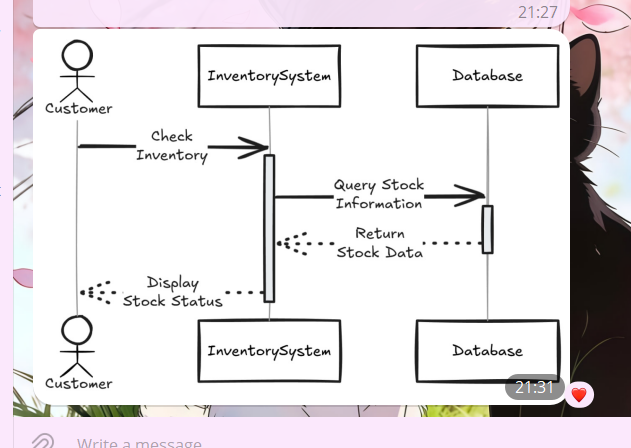 21:27
InventorySystem
Database
Customer
Check
Inventory
Query Stock
Information
Return
Stock Data
Display
Stock Status
InventorySystem
Database
Customer
21:31
Write a message...